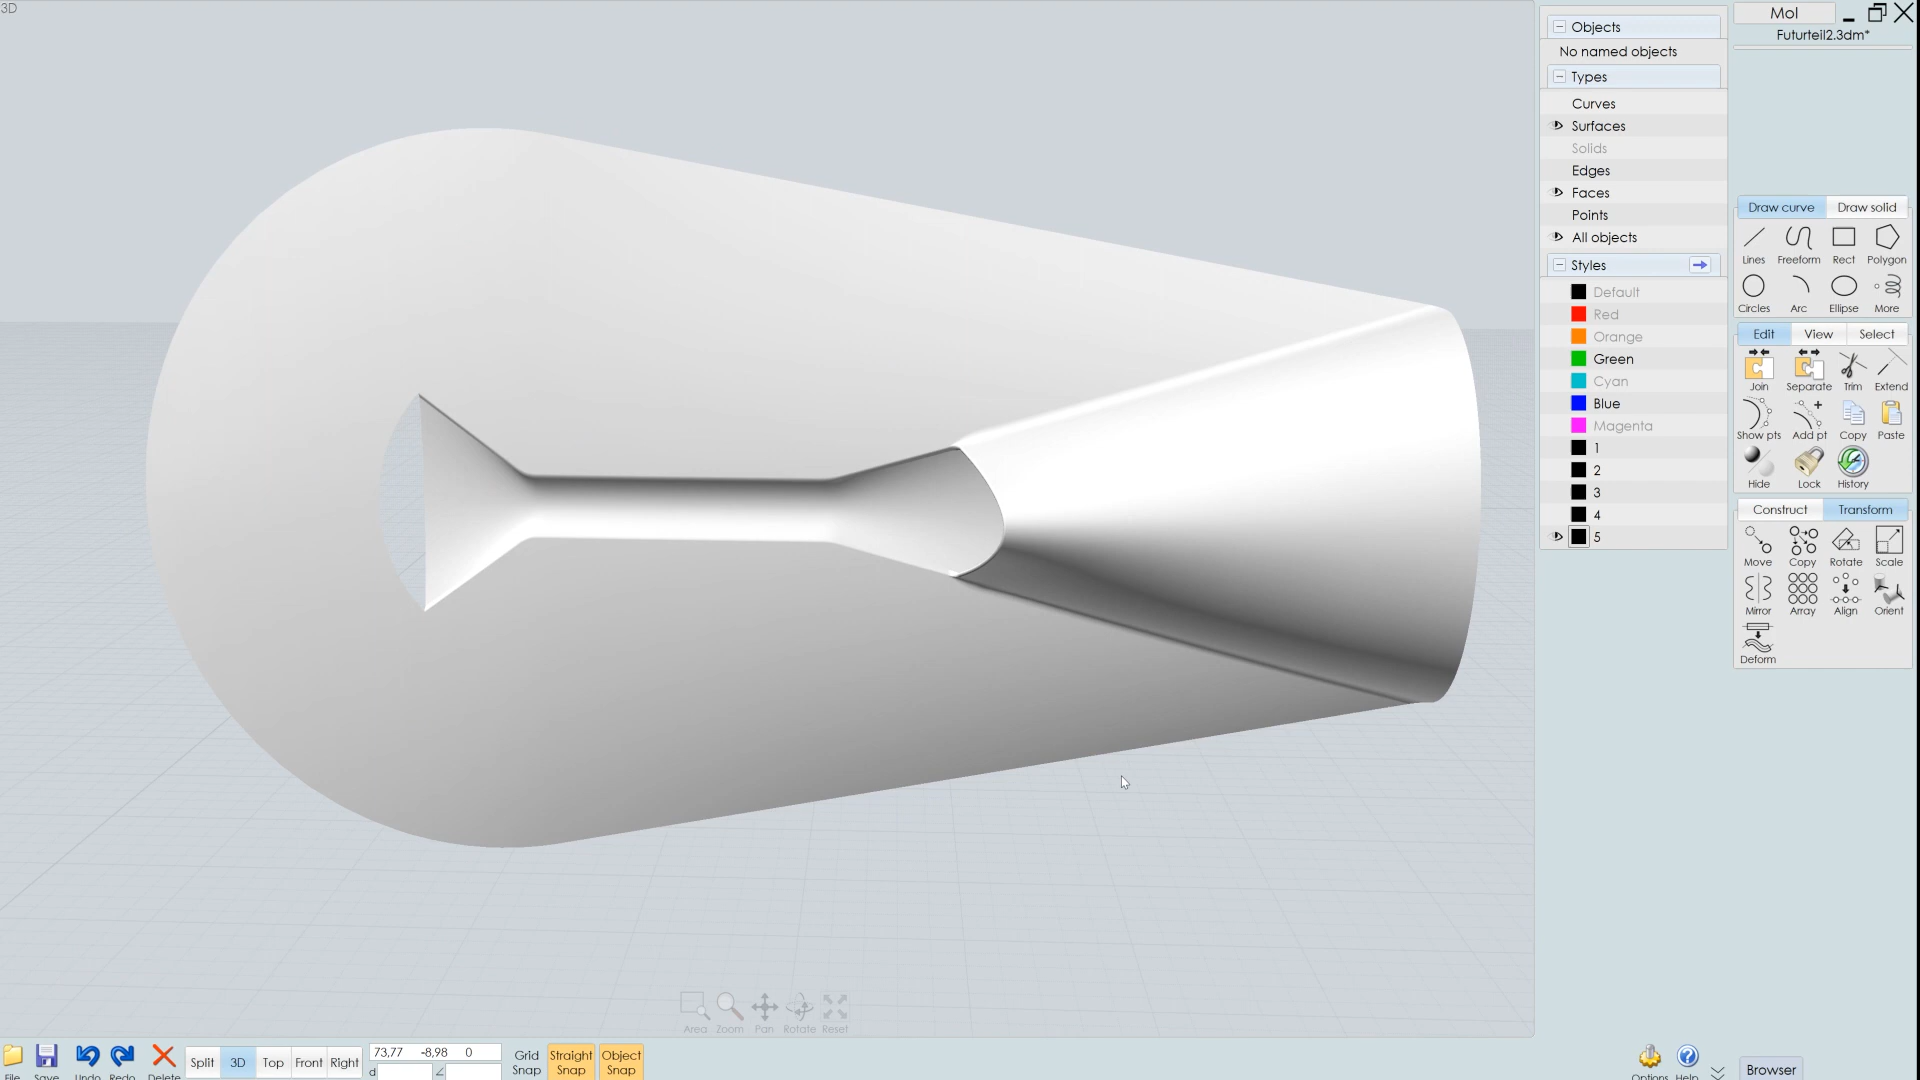 3D
Objects
No named objects
Types
Curves
Surfaces
Solids
Edges
Faces
Points
All objects
Styles
Default
Red
Orange
Green
Cyan
Blue
Magenta
1
2
3
4
5
MoI
Futurteil2.3dm*
Draw curve Draw solid
Lines Freeform Rect Polygon
Circles Arc Ellipse More
Edit View Select
Join Separate Trim Extend
Show pts Add pt Copy Paste
Hide Lock History
Construct Transform
Move Copy Rotate Scale
Mirror Array Align Orient
Deform
Area Zoom Pan Rotate Reset
File Save Undo Redo Delete
Split 3D Top Front Right
73,77 -8,98 0
d
Grid Snap
Straight Snap
Object Snap
Options Help
Browser